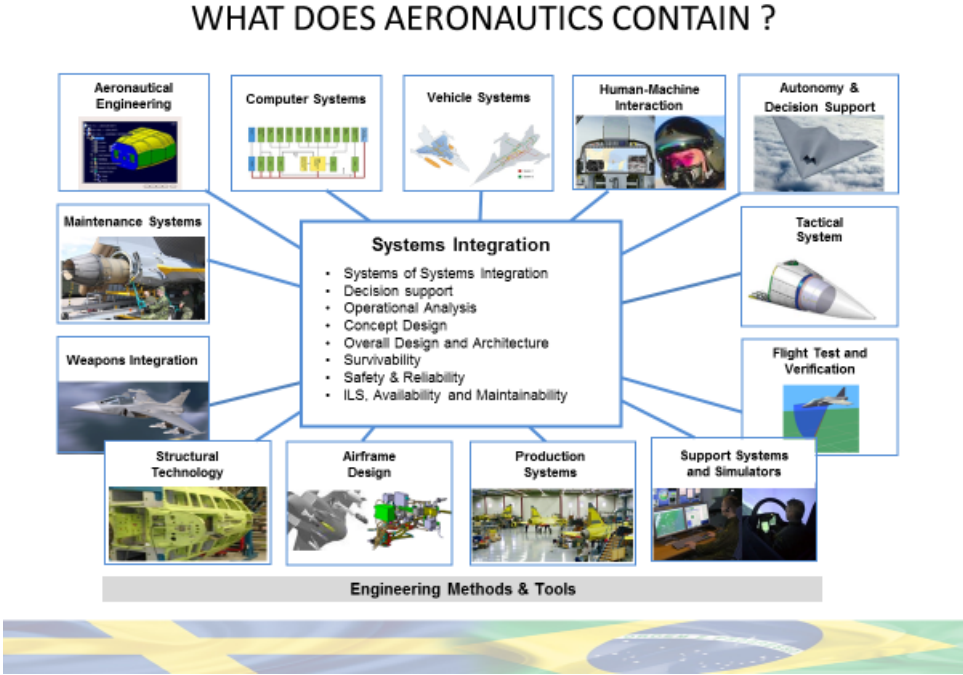 WHAT DOES AERONAUTICS CONTAIN ?
Aeronautical
Engineering
Computer Systems
Vehicle Systems
Human-Machine
Interaction
Autonomy &
Decision Support
Maintenance Systems
Tactical
System
Weapons Integration
Flight Test and
Verification
Systems Integration
• Systems of Systems Integration
• Decision support
• Operational Analysis
• Concept Design
• Overall Design and Architecture
• Survivability
• Safety & Reliability
• ILS, Availability and Maintainability
Structural
Technology
Airframe
Design
Production
Systems
Support Systems
and Simulators
Engineering Methods & Tools